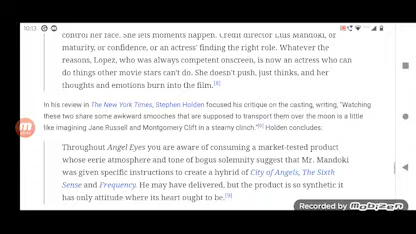 10:13
control her face. She lets moments happen. Credit director Luis Mandoki, or
maturity, or confidence, or an actress' finding the right role. Whatever the
reasons, Lopez, who was always competent onscreen, is now an actress who can
do things other movie stars can't do. She doesn't push, just thinks, and her
thoughts and emotions burn into the film.[8]
In his review in The New York Times, Stephen Holden focused his critique on the casting, writing, "Watching
these two share some awkward smooches that are supposed to transport them over the moon is a little
like imagining Jane Russell and Montgomery Clift in a steamy clinch."[9] Holden concludes:
Throughout Angel Eyes you are aware of consuming a market-tested product
whose eerie atmosphere and tone of bogus solemnity suggest that Mr. Mandoki
was given specific instructions to create a hybrid of City of Angels, The Sixth
Sense and Frequency. He may have delivered, but the product is so synthetic it
has only attitude where its heart ought to be.[9]
Recorded by Mobizen